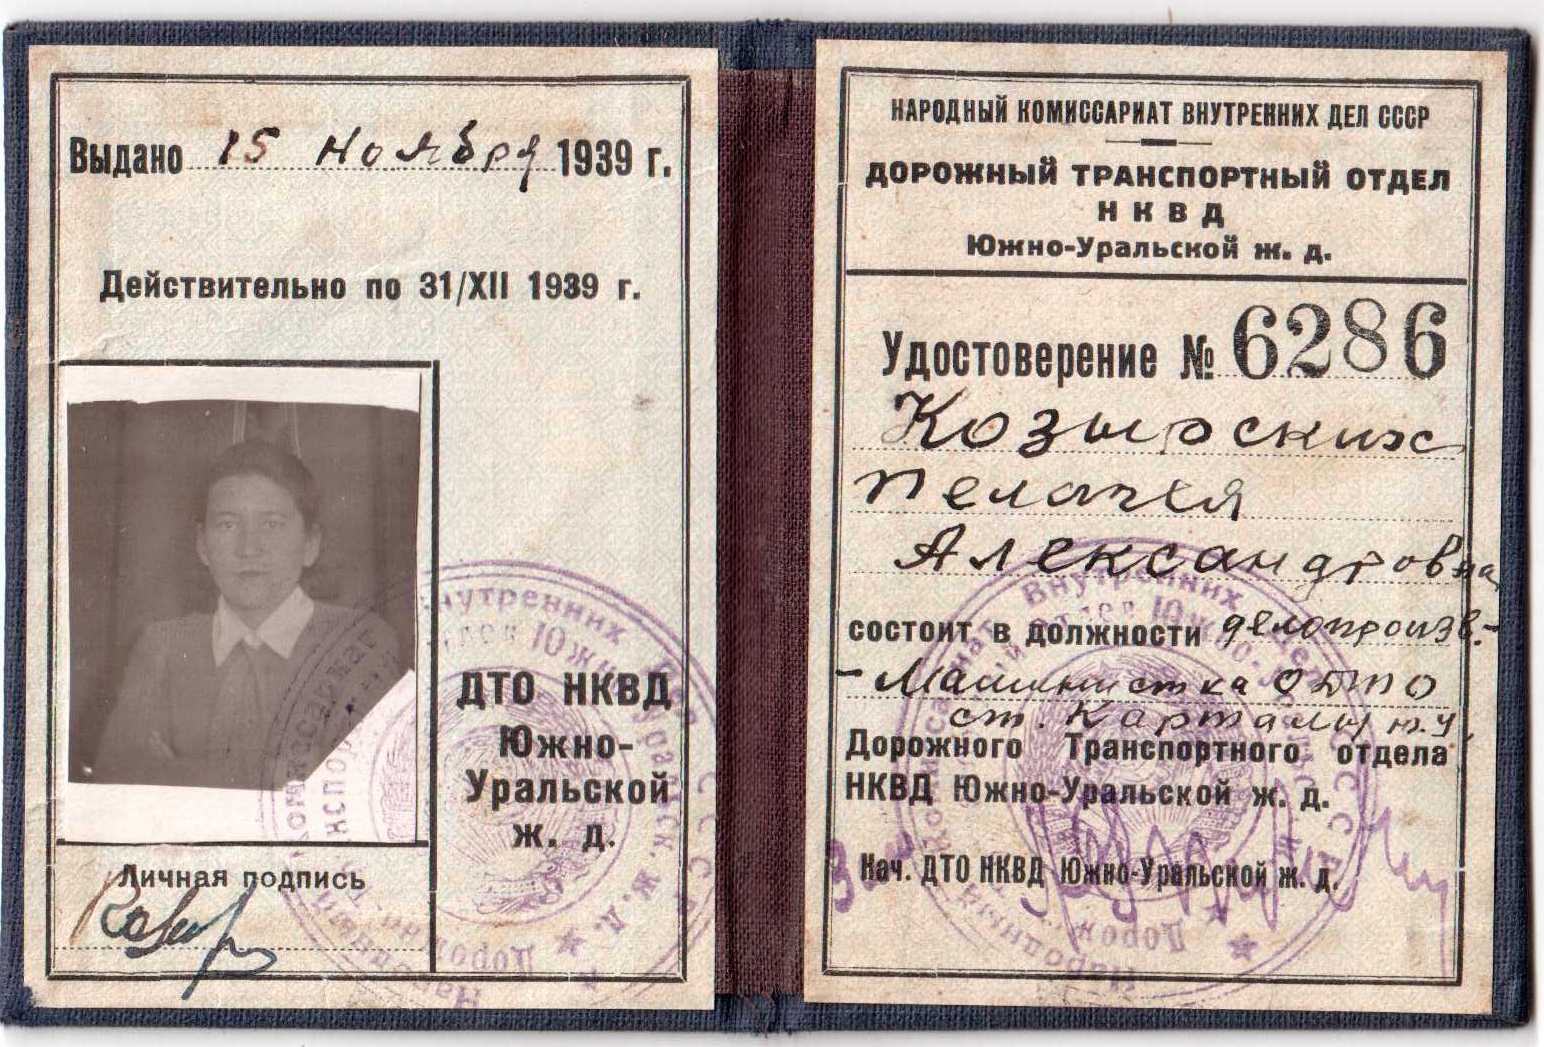 Выдано 15 Ноября 1939 г.
Действительно по 31/XII 1939 г.
ДТО НКВД
Южно-
Уральской
ж. д.
Личная подпись
НАРОДНЫЙ КОМИССАРИАТ ВНУТРЕННИХ ДЕЛ СССР
ДОРОЖНЫЙ ТРАНСПОРТНЫЙ ОТДЕЛ
НКВД
Южно-Уральской ж. д.
Удостоверение № 6286
Козырских
Пелагея
Александровна
состоит в должности делопроизв.-
-Машинистка ОДТО
ст. Карталы ю.у.
Дорожного Транспортного отдела
НКВД Южно-Уральской ж. д.
Нач. ДТО НКВД Южно-Уральской ж. д.